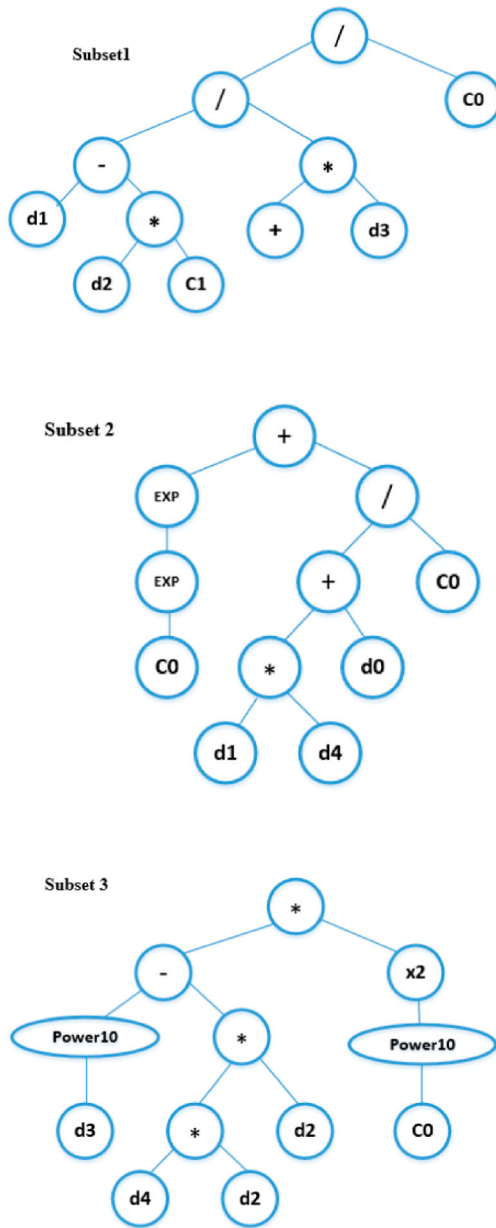 /
Subset1
/ C0
- *
d1 * + d3
d2 C1
Subset 2
+
EXP /
EXP + C0
C0 * d0
d1 d4
Subset 3
*
- x2
Power10 * Power10
d3 * d2 C0
d4 d2